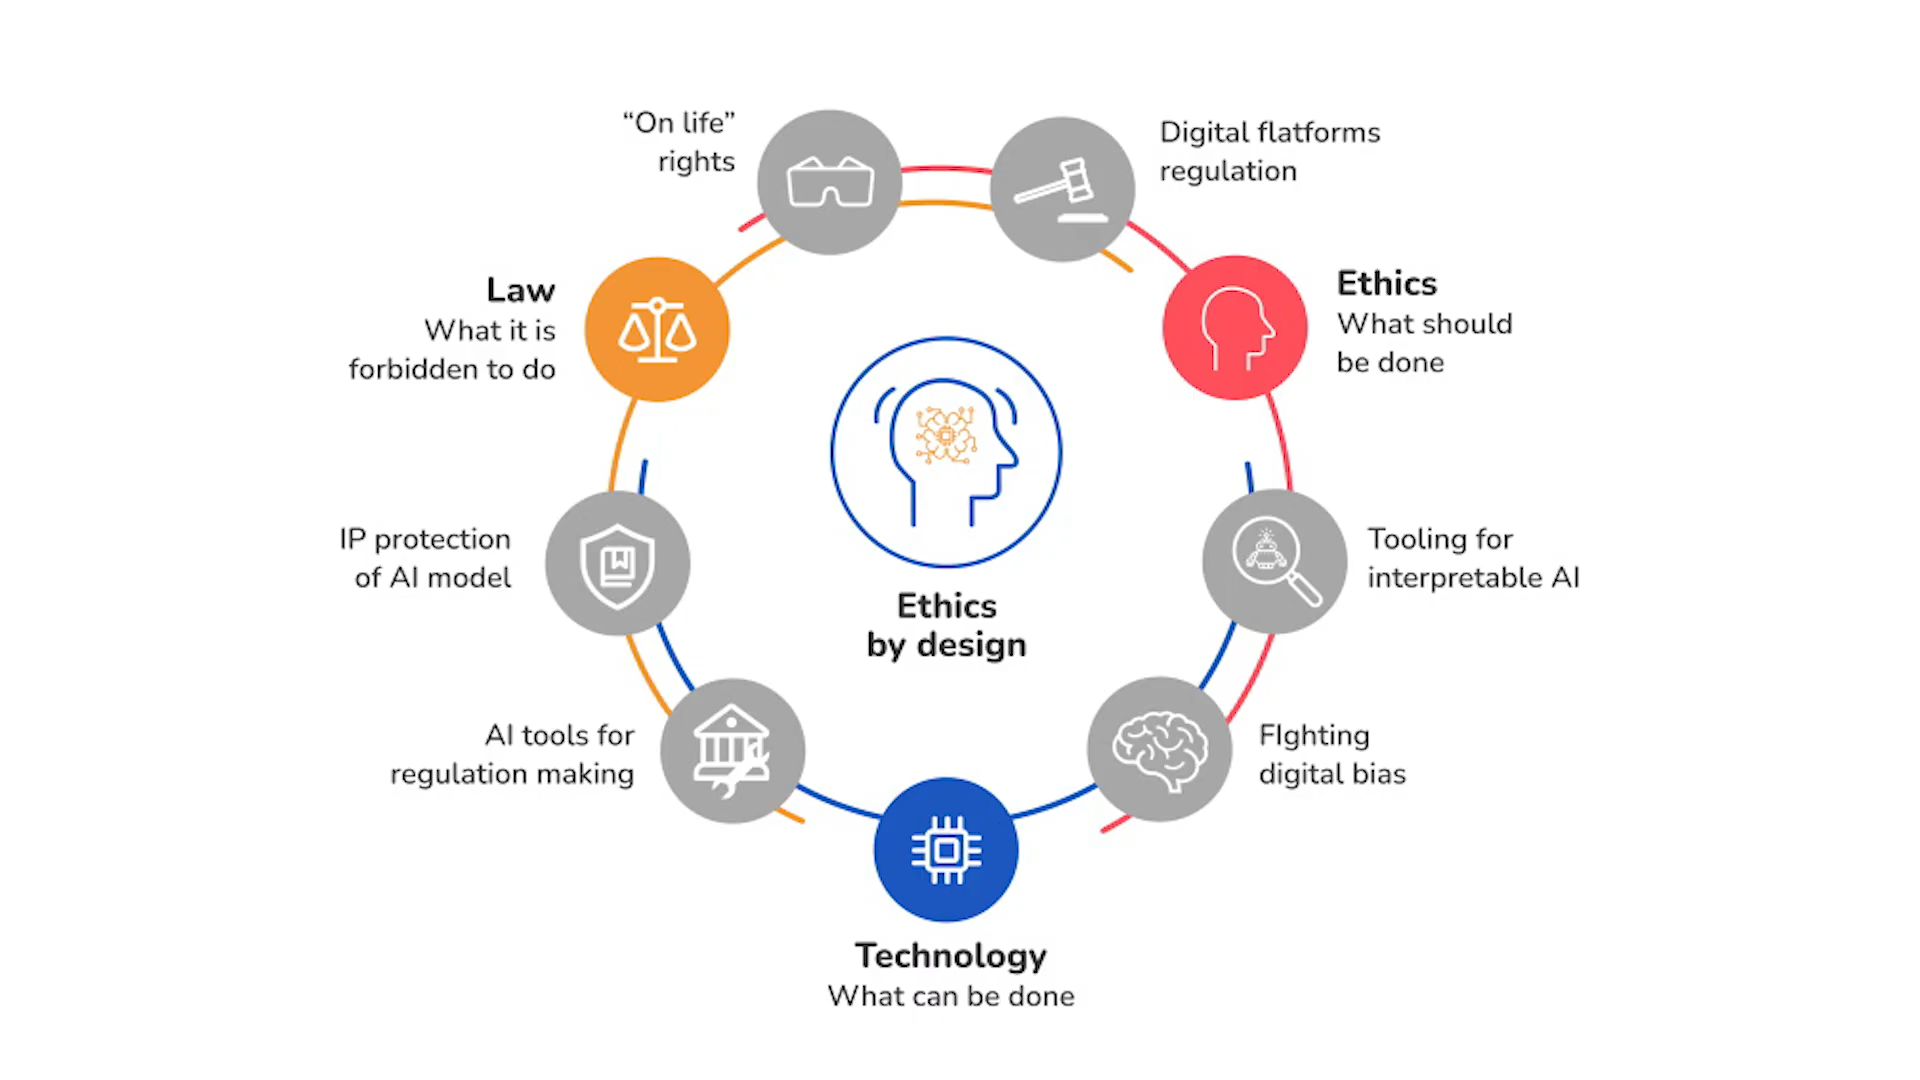 “On life”
rights
Digital flatforms
regulation
Law
What it is
forbidden to do
Ethics
What should
be done
IP protection
of AI model
Tooling for
interpretable AI
Ethics
by design
AI tools for
regulation making
FIghting
digital bias
Technology
What can be done